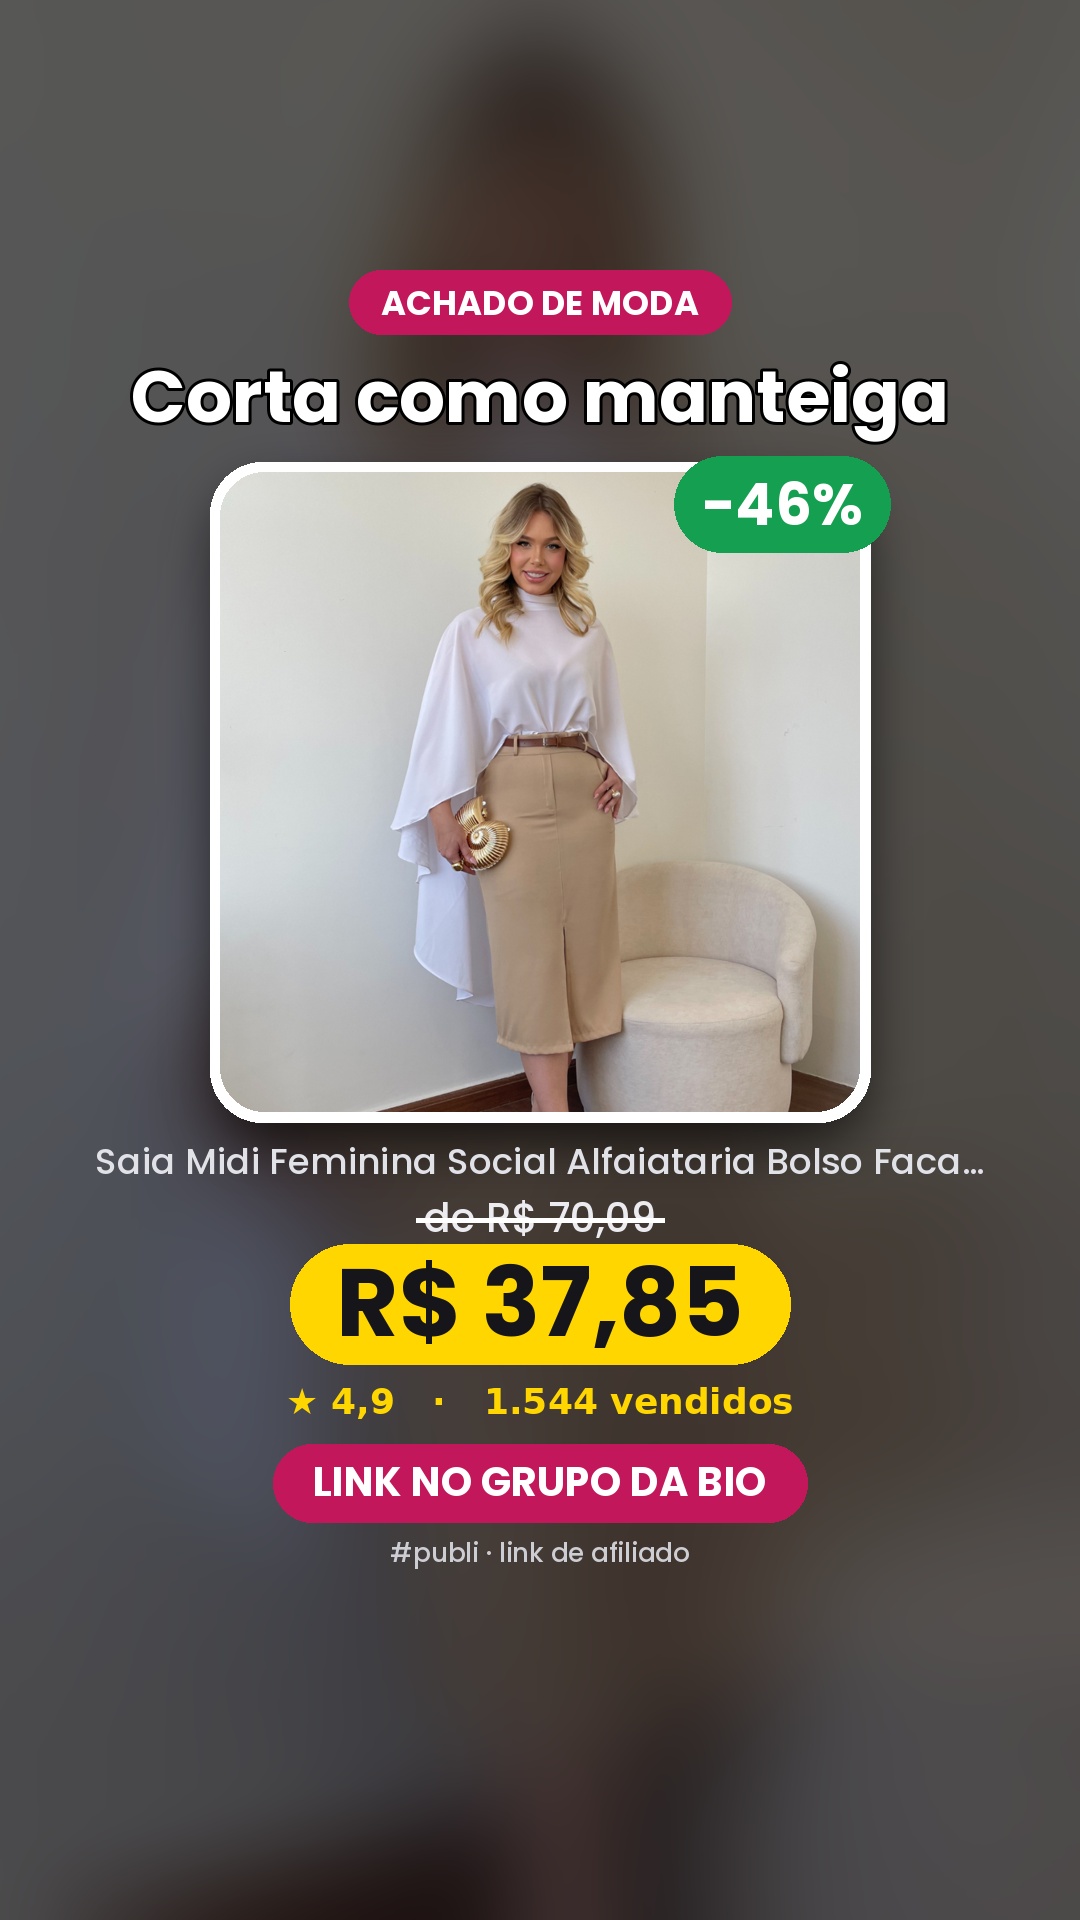 ACHADO DE MODA
Corta como manteiga
-46%
Saia Midi Feminina Social Alfaiataria Bolso Faca...
de R$ 70,09
R$ 37,85
★ 4,9 · 1.544 vendidos
LINK NO GRUPO DA BIO
#publi · link de afiliado